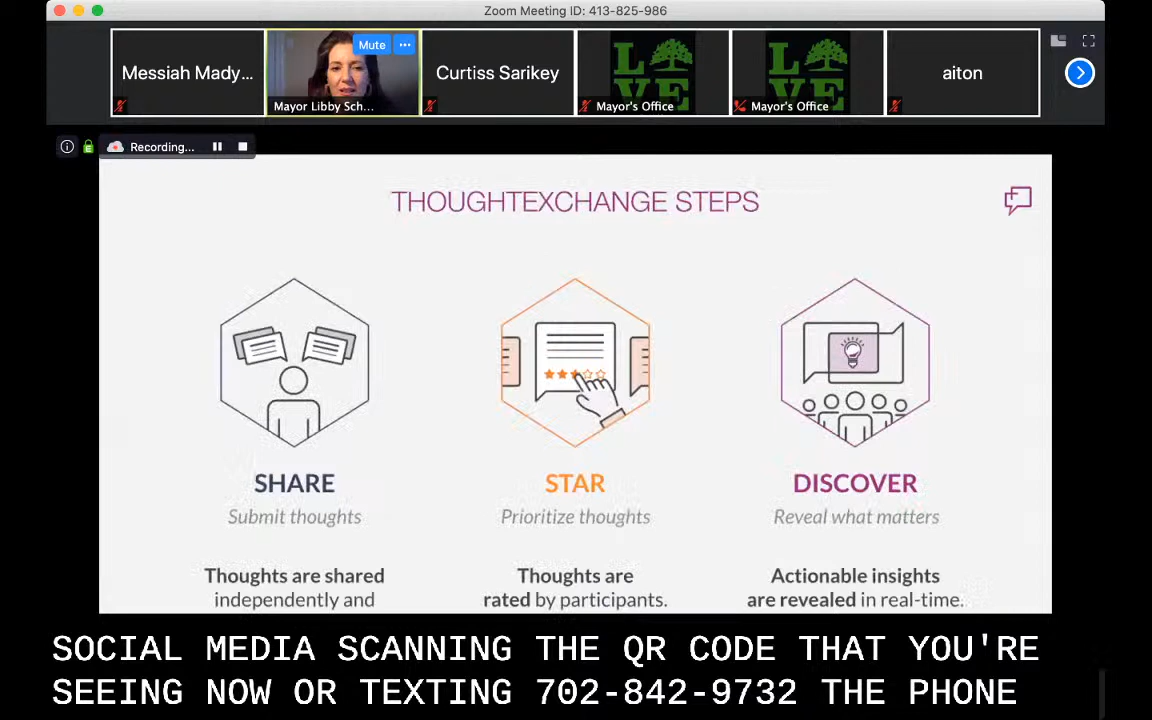 Zoom Meeting ID: 413-825-986
Messiah Mady...
Mute
Mayor Libby Sch...
Curtiss Sarikey
LOVE
Mayor's Office
LOVE
Mayor's Office
aiton
Recording...
THOUGHTEXCHANGE STEPS
SHARE
Submit thoughts
Thoughts are shared
independently and
STAR
Prioritize thoughts
Thoughts are
rated by participants.
DISCOVER
Reveal what matters
Actionable insights
are revealed in real-time.
SOCIAL MEDIA SCANNING THE QR CODE THAT YOU'RE
SEEING NOW OR TEXTING 702-842-9732 THE PHONE